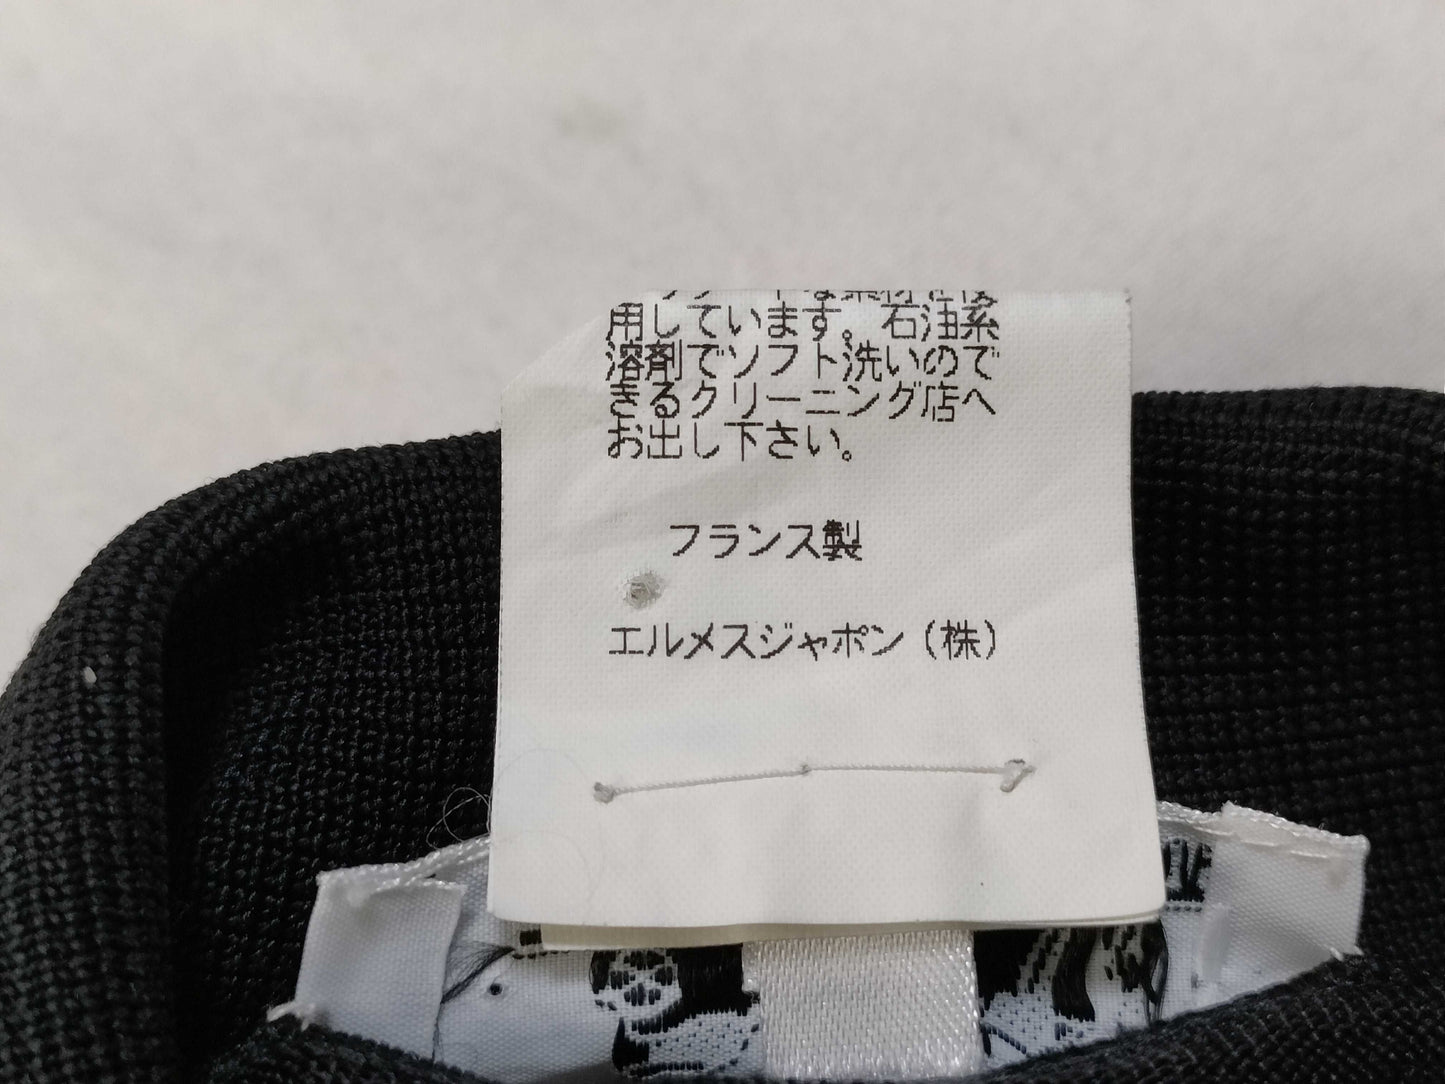 用しています。石油系
溶剤でソフト洗いので
きるクリーニング店へ
お出し下さい。
フランス製
エルメスジャポン（株）